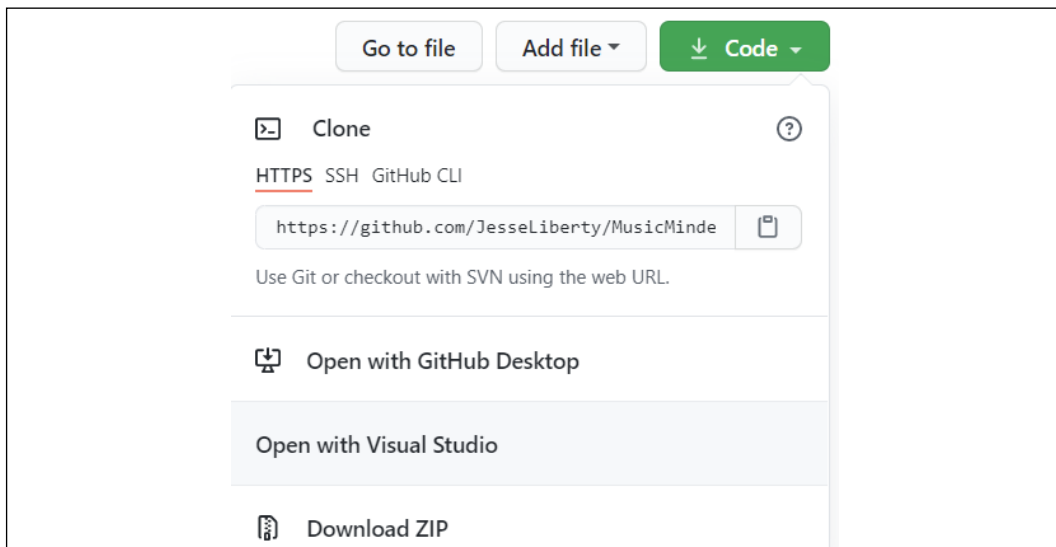 Go to file Add file Code
Clone
HTTPS SSH GitHub CLI
https://github.com/JesseLiberty/MusicMinde
Use Git or checkout with SVN using the web URL.
Open with GitHub Desktop
Open with Visual Studio
Download ZIP